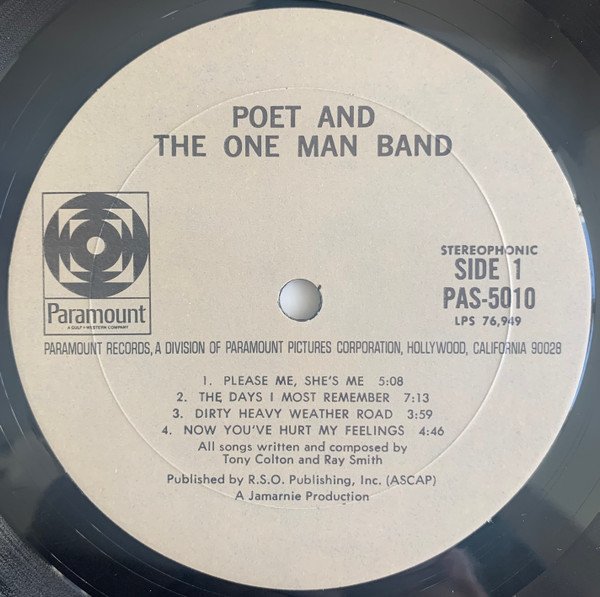 POET AND
THE ONE MAN BAND
Paramount
A GULF + WESTERN COMPANY
STEREOPHONIC
SIDE 1
PAS-5010
LPS 76,949
PARAMOUNT RECORDS, A DIVISION OF PARAMOUNT PICTURES CORPORATION, HOLLYWOOD, CALIFORNIA 90028
1. PLEASE ME, SHE'S ME 5:08
2. THE DAYS I MOST REMEMBER 7:13
3. DIRTY HEAVY WEATHER ROAD 3:59
4. NOW YOU'VE HURT MY FEELINGS 4:46
All songs written and composed by
Tony Colton and Ray Smith
Published by R.S.O. Publishing, Inc. (ASCAP)
A Jamarnie Production